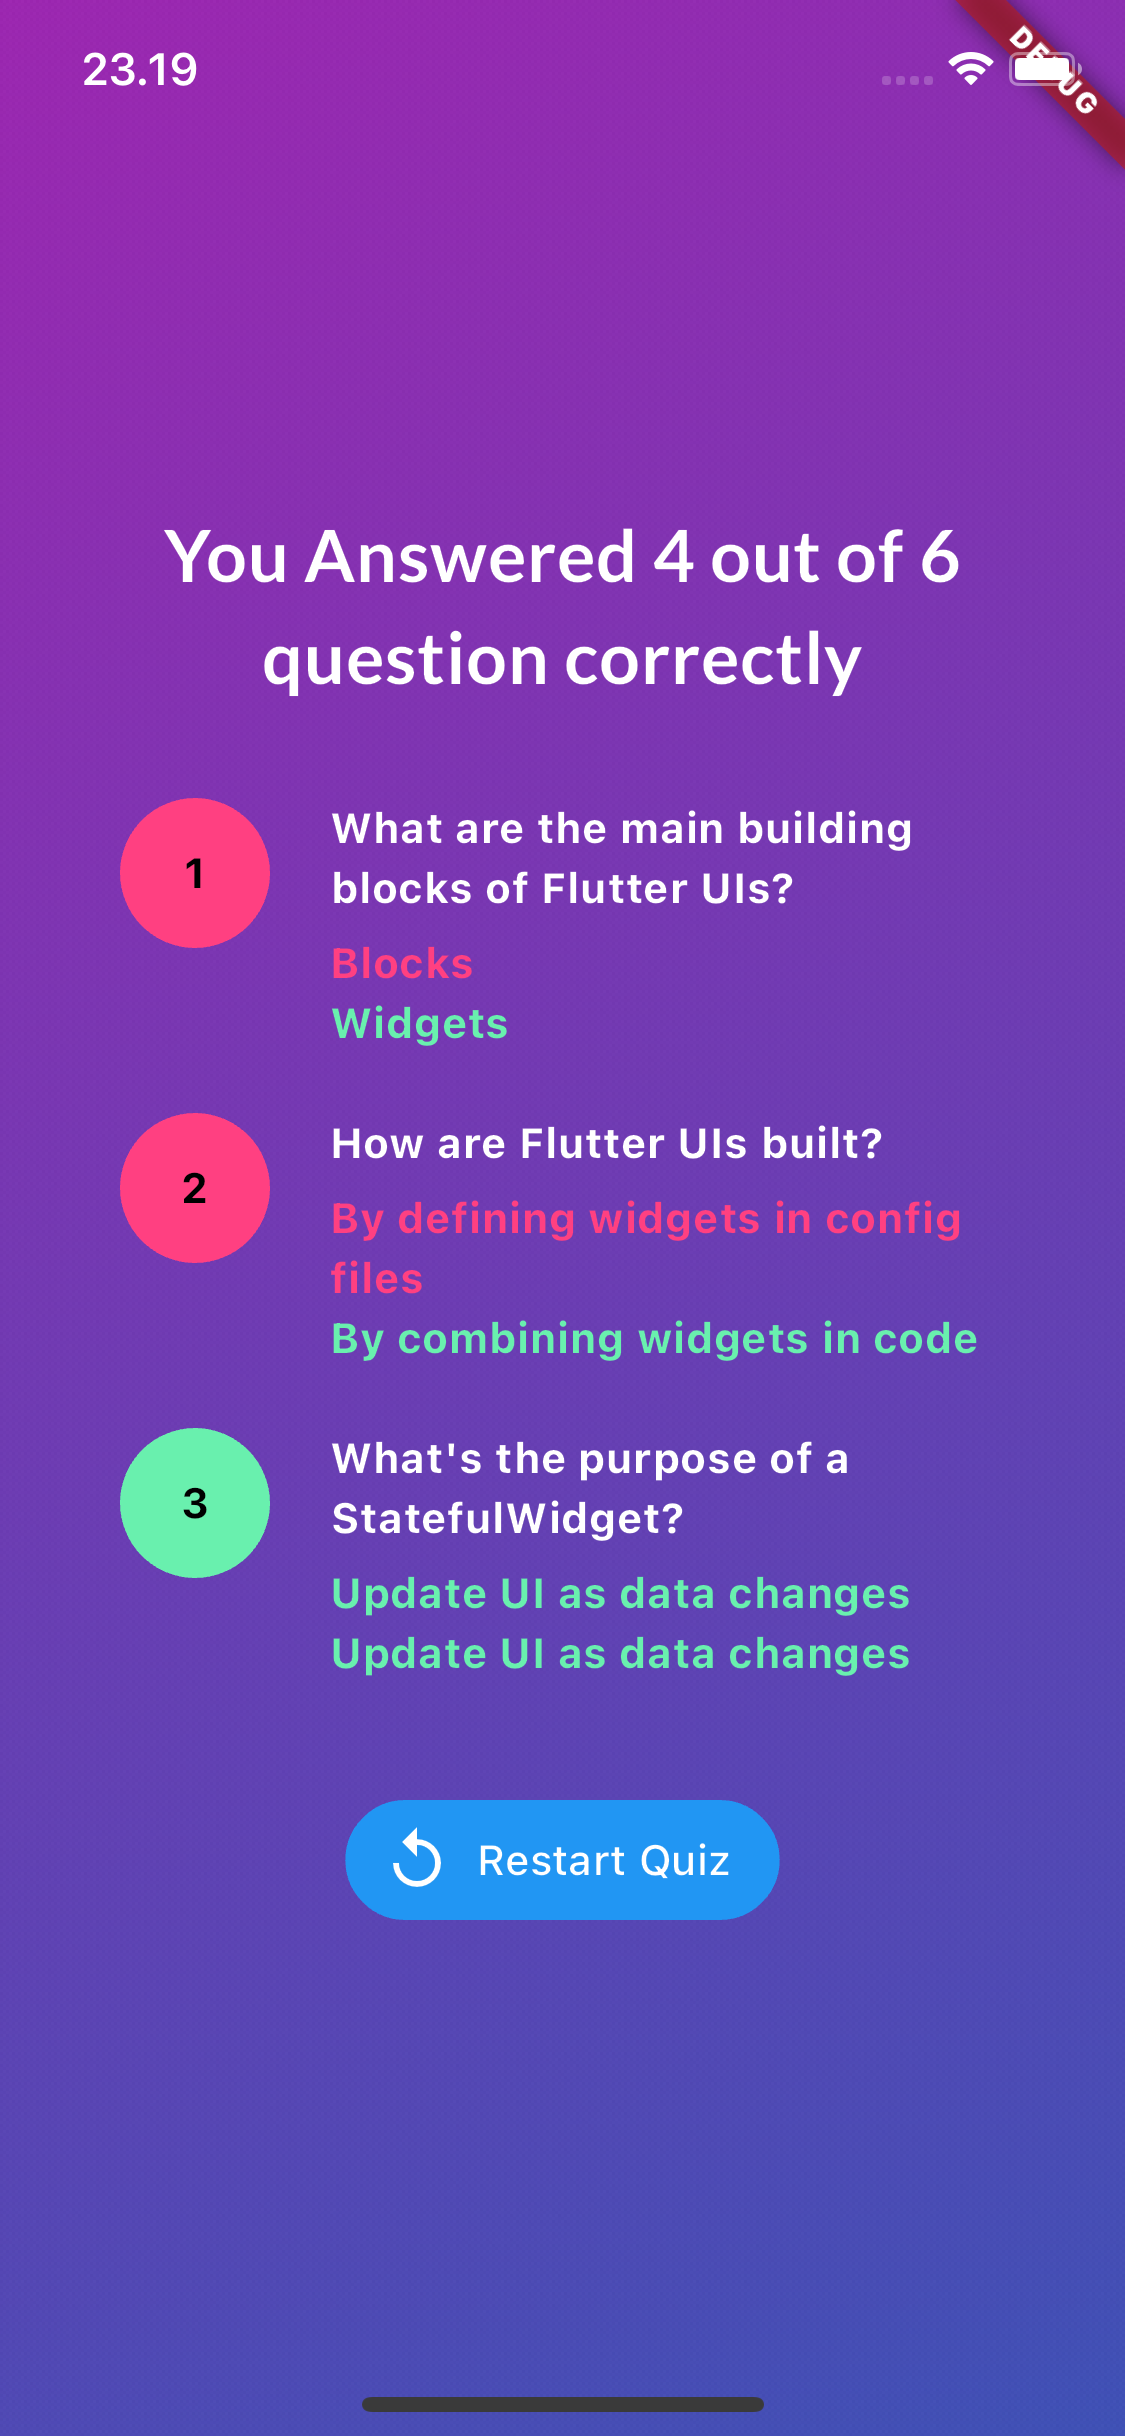 23.19
DEBUG
You Answered 4 out of 6
question correctly
1
What are the main building
blocks of Flutter UIs?
Blocks
Widgets
2
How are Flutter UIs built?
By defining widgets in config
files
By combining widgets in code
3
What's the purpose of a
StatefulWidget?
Update UI as data changes
Update UI as data changes
Restart Quiz